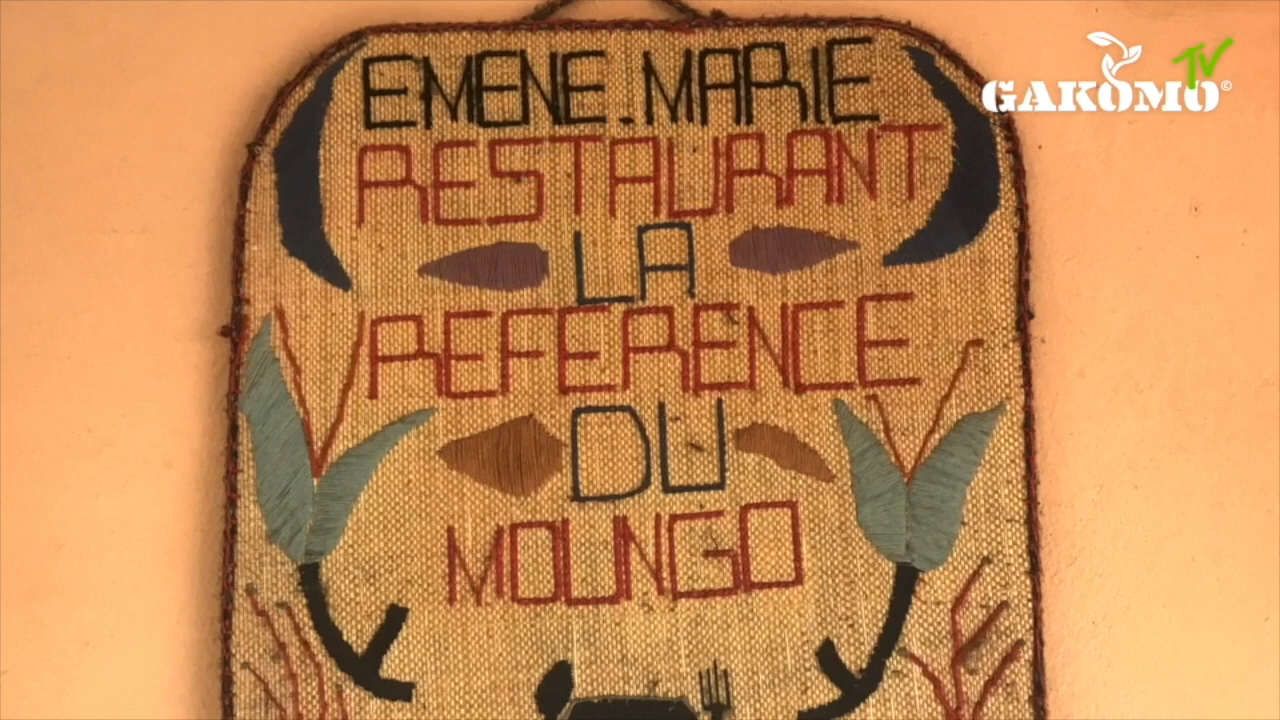 EMENE.MARIE
RESTAURANT
LA
REFERENCE
DU
MOUNGO
GAKOMO TV©